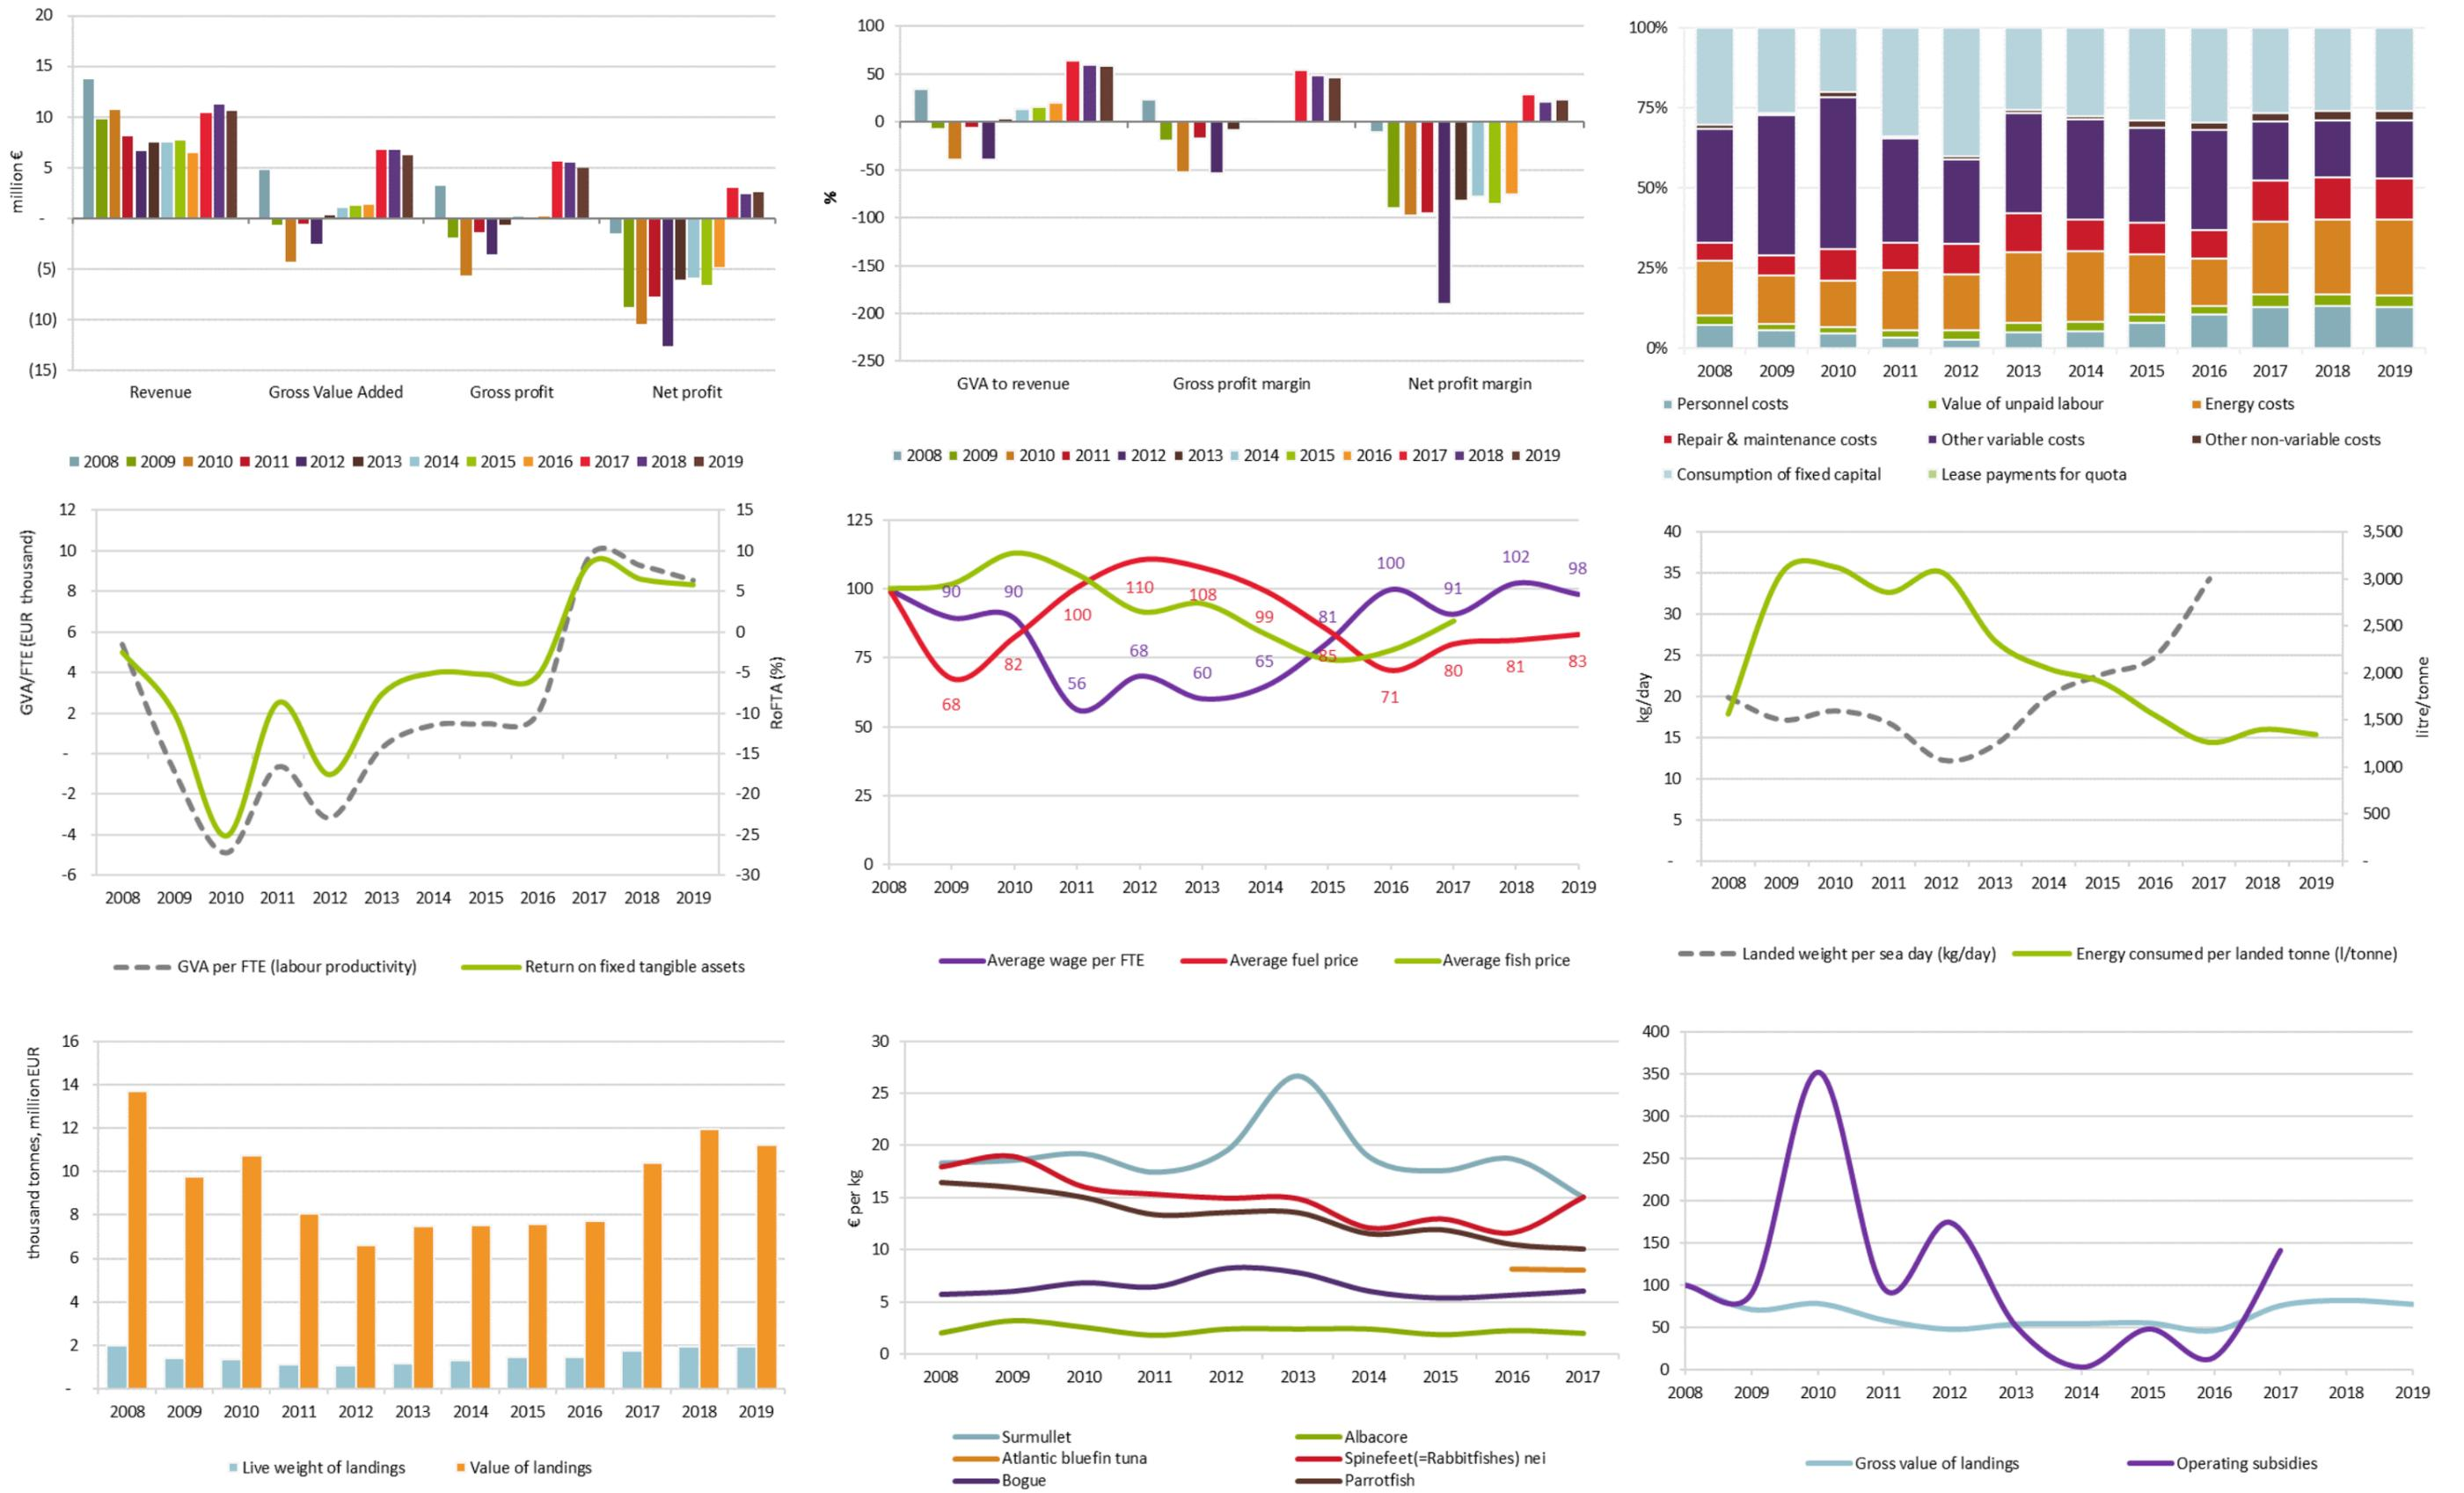 20
15
10
5
-
(5)
(10)
(15)
million €
Revenue Gross Value Added Gross profit Net profit
2008 2009 2010 2011 2012 2013 2014 2015 2016 2017 2018 2019
100
50
0
-50
-100
-150
-200
-250
%
GVA to revenue Gross profit margin Net profit margin
2008 2009 2010 2011 2012 2013 2014 2015 2016 2017 2018 2019
100%
75%
50%
25%
0%
2008 2009 2010 2011 2012 2013 2014 2015 2016 2017 2018 2019
Personnel costs Value of unpaid labour Energy costs
Repair & maintenance costs Other variable costs Other non-variable costs
Consumption of fixed capital Lease payments for quota
12
10
8
6
4
2
-
-2
-4
-6
GVA/FTE (EUR thousand)
15
10
5
0
-5
-10
-15
-20
-25
-30
RoFTA (%)
2008 2009 2010 2011 2012 2013 2014 2015 2016 2017 2018 2019
GVA per FTE (labour productivity) Return on fixed tangible assets
125
100
75
50
25
0
90 90 56 68 60 65 81 100 91 102 98
68 82 100 110 108 99 85 71 80 81 83
2008 2009 2010 2011 2012 2013 2014 2015 2016 2017 2018 2019
Average wage per FTE Average fuel price Average fish price
40
35
30
25
20
15
10
5
-
kg/day
3,500
3,000
2,500
2,000
1,500
1,000
500
-
litre/tonne
2008 2009 2010 2011 2012 2013 2014 2015 2016 2017 2018 2019
Landed weight per sea day (kg/day) Energy consumed per landed tonne (l/tonne)
16
14
12
10
8
6
4
2
-
thousand tonnes, million EUR
2008 2009 2010 2011 2012 2013 2014 2015 2016 2017 2018 2019
Live weight of landings Value of landings
30
25
20
15
10
5
0
€ per kg
2008 2009 2010 2011 2012 2013 2014 2015 2016 2017
Surmullet Albacore
Atlantic bluefin tuna Spinefeet(=Rabbitfishes) nei
Bogue Parrotfish
400
350
300
250
200
150
100
50
0
2008 2009 2010 2011 2012 2013 2014 2015 2016 2017 2018 2019
Gross value of landings Operating subsidies